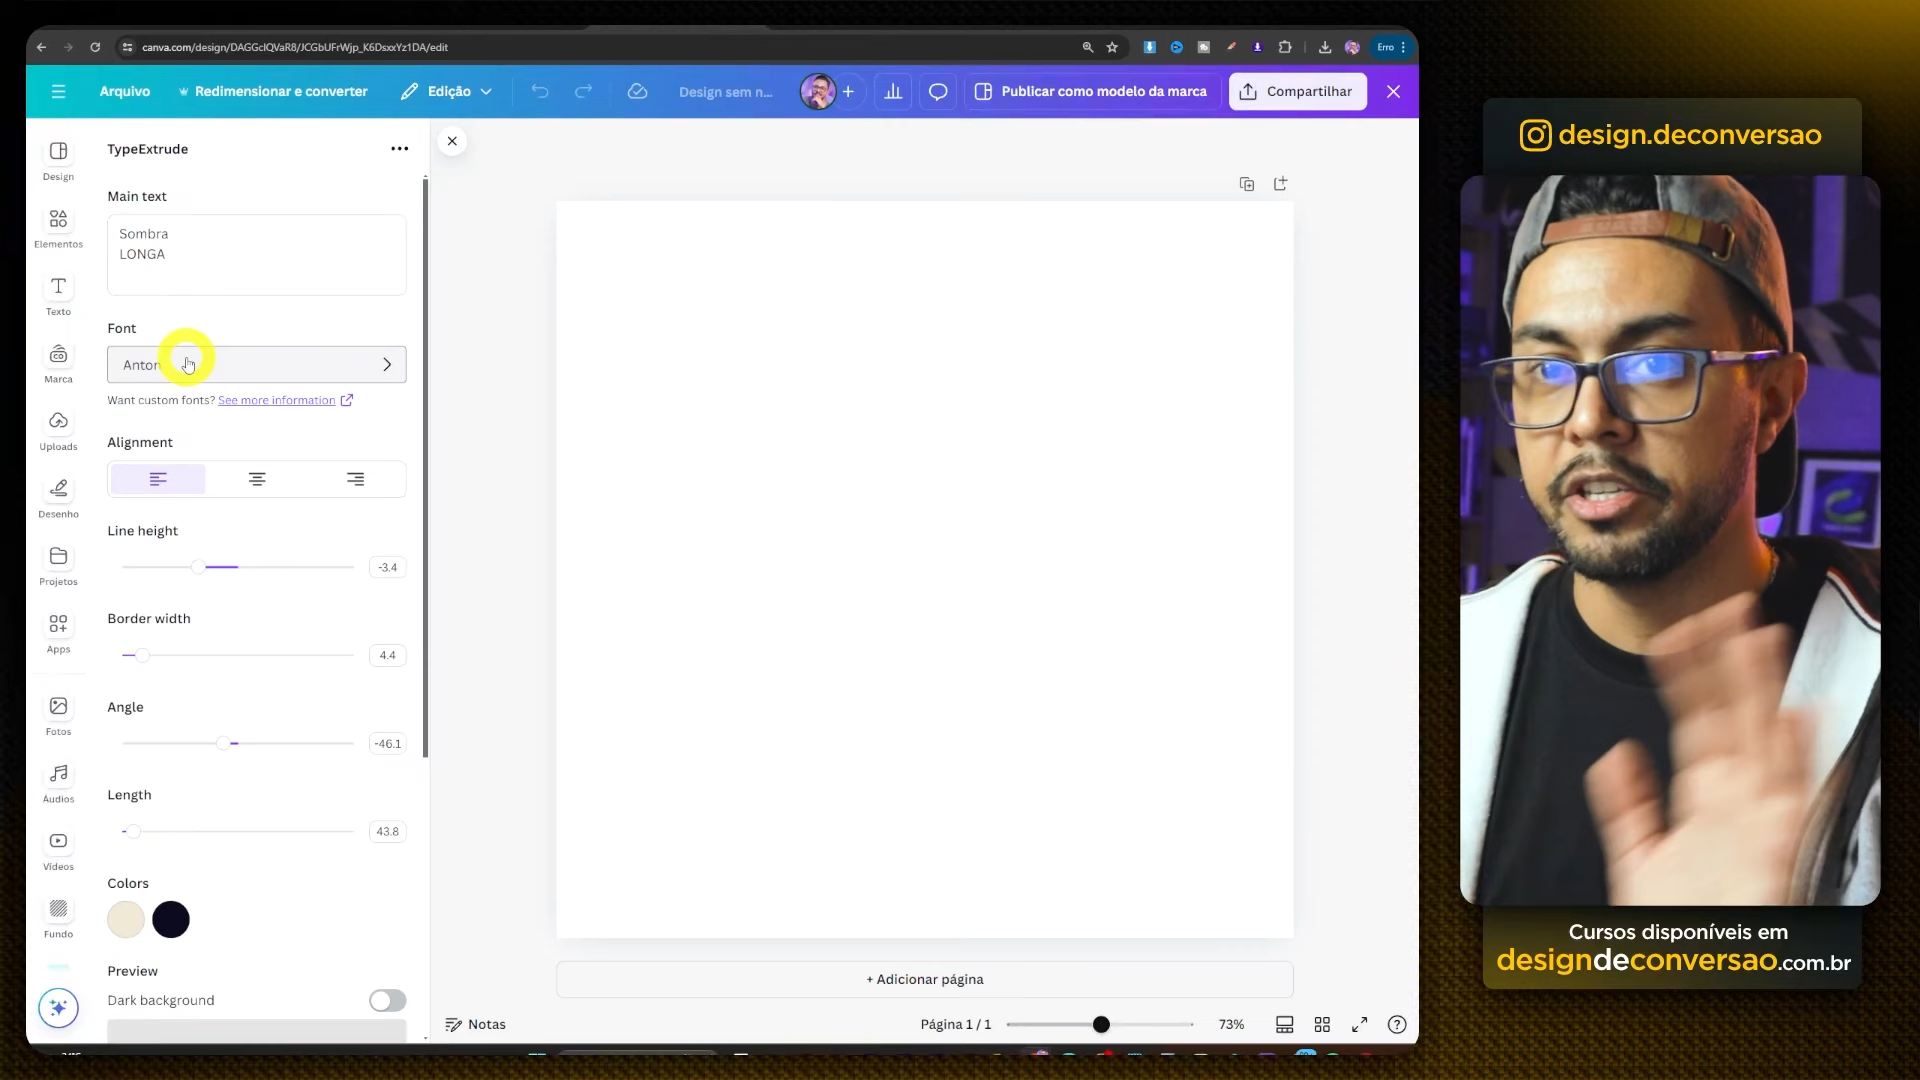 canva.com/design/DAGGclQVaR8/JCGbUFrWjp_K6DsxxYz1DA/edit
Erro
Arquivo
Redimensionar e converter
Edição
Design sem n...
Publicar como modelo da marca
Compartilhar
Design
Elementos
Texto
Marca
Uploads
Desenho
Projetos
Apps
Fotos
Áudios
Vídeos
Fundo
TypeExtrude
Main text
Sombra
LONGA
Font
Anton
Want custom fonts? See more information
Alignment
Line height
-3.4
Border width
4.4
Angle
-46.1
Length
43.8
Colors
Preview
Dark background
+ Adicionar página
Notas
Página 1 / 1
73%
design.deconversao
Cursos disponíveis em
designdeconversao.com.br